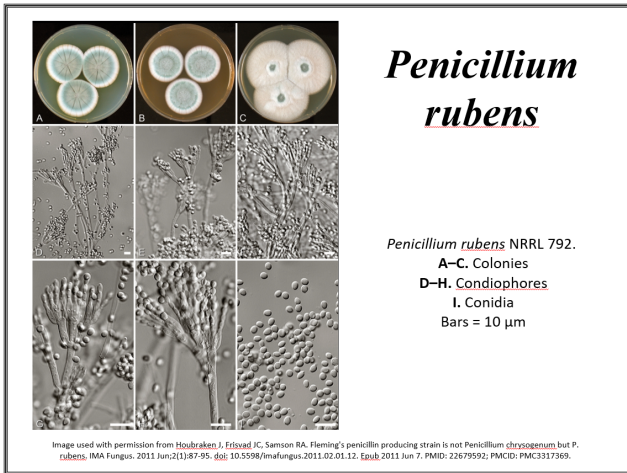 Penicillium
rubens
A
B
C
D
E
G
Penicillium rubens NRRL 792.
A–C. Colonies
D–H. Condiophores
I. Conidia
Bars = 10 µm
Image used with permission from Houbraken J, Frisvad JC, Samson RA. Fleming's penicillin producing strain is not Penicillium chrysogenum but P.
rubens. IMA Fungus. 2011 Jun;2(1):87-95. doi: 10.5598/imafungus.2011.02.01.12. Epub 2011 Jun 7. PMID: 22679592; PMCID: PMC3317369.